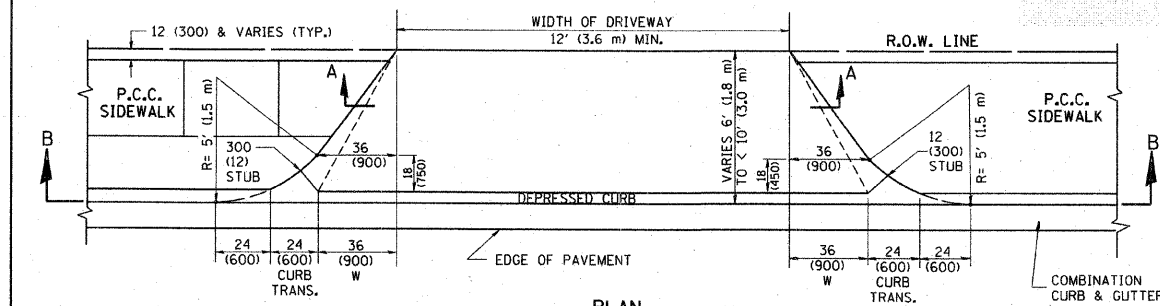 12 (300) & VARIES (TYP.)
WIDTH OF DRIVEWAY
12' (3.6 m) MIN.
R.O.W. LINE
A
A
P.C.C.
SIDEWALK
P.C.C.
SIDEWALK
B
B
R= 5' (1.5 m)
300
(12)
STUB
36
(900)
18
(750)
VARIES 6' (1.8 m)
TO < 10' (3.0 m)
36
(900)
18
(450)
12
(300)
STUB
R= 5' (1.5 m)
DEPRESSED CURB
24
(600)
24
(600)
CURB
TRANS.
36
(900)
W
EDGE OF PAVEMENT
36
(900)
W
24
(600)
CURB
TRANS.
24
(600)
COMBINATION
CURB & GUTTER
PLAN